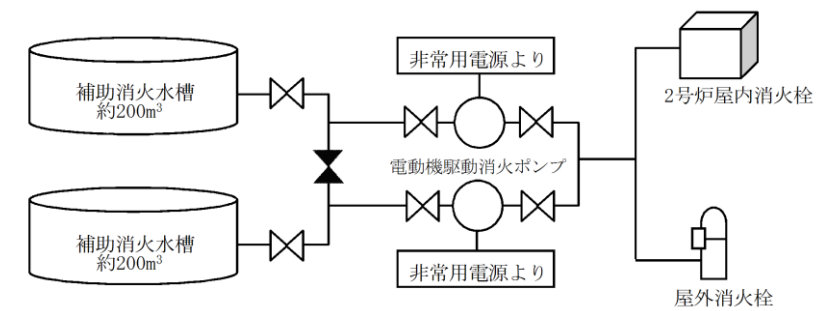 非常用電源より
補助消火水槽
約200m³
2号炉屋内消火栓
電動機駆動消火ポンプ
補助消火水槽
約200m³
非常用電源より
屋外消火栓